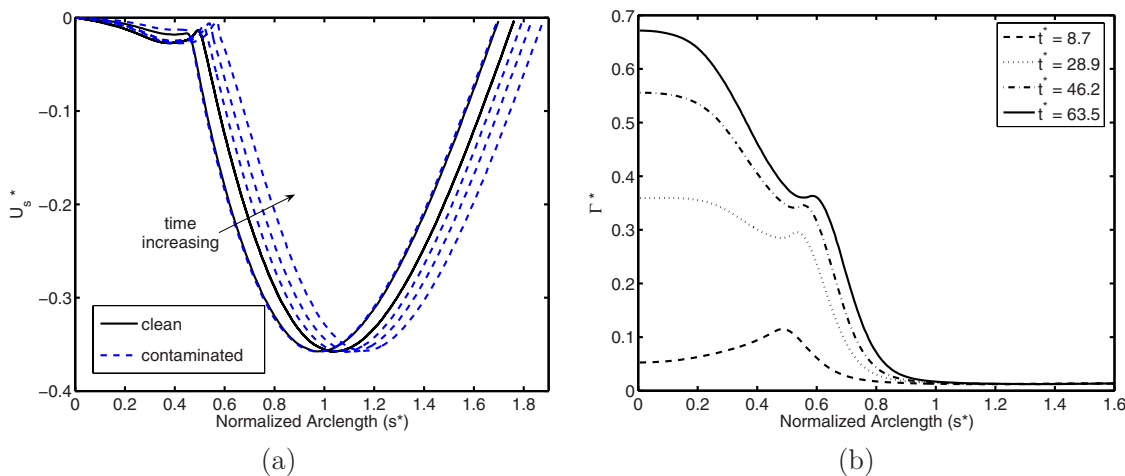 0
−0.1
−0.2
−0.3
−0.4
U_s^*
0 0.2 0.4 0.6 0.8 1 1.2 1.4 1.6 1.8
Normalized Arclength (s*)
time
increasing
clean
contaminated
(a)
0.7
0.6
0.5
0.4
0.3
0.2
0.1
0
Γ*
0 0.2 0.4 0.6 0.8 1 1.2 1.4 1.6
Normalized Arclength (s*)
t* = 8.7
t* = 28.9
t* = 46.2
t* = 63.5
(b)